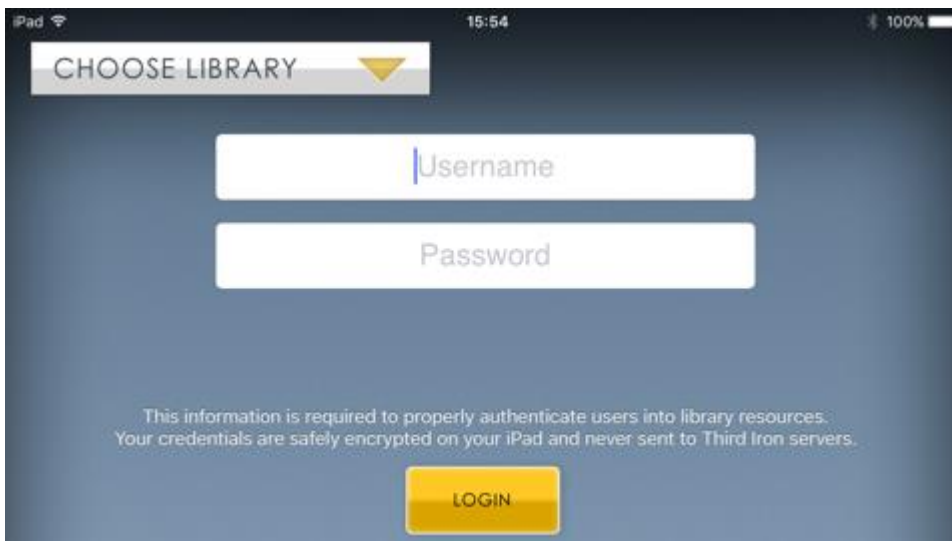 iPad 15:54 100%
CHOOSE LIBRARY
Username
Password
This information is required to properly authenticate users into library resources.
Your credentials are safely encrypted on your iPad and never sent to Third Iron servers.
LOGIN